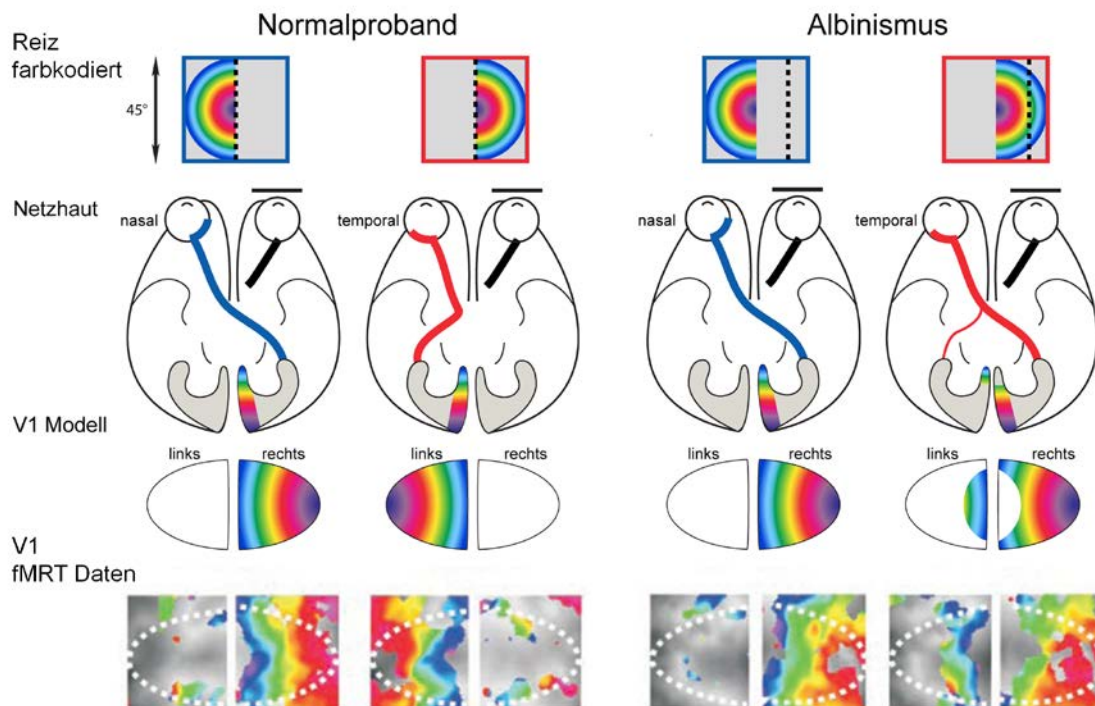 Normalproband
Albinismus
Reiz
farbkodiert
45°
Netzhaut
nasal
temporal
nasal
temporal
V1 Modell
links
rechts
links
rechts
links
rechts
links
rechts
V1
fMRT Daten